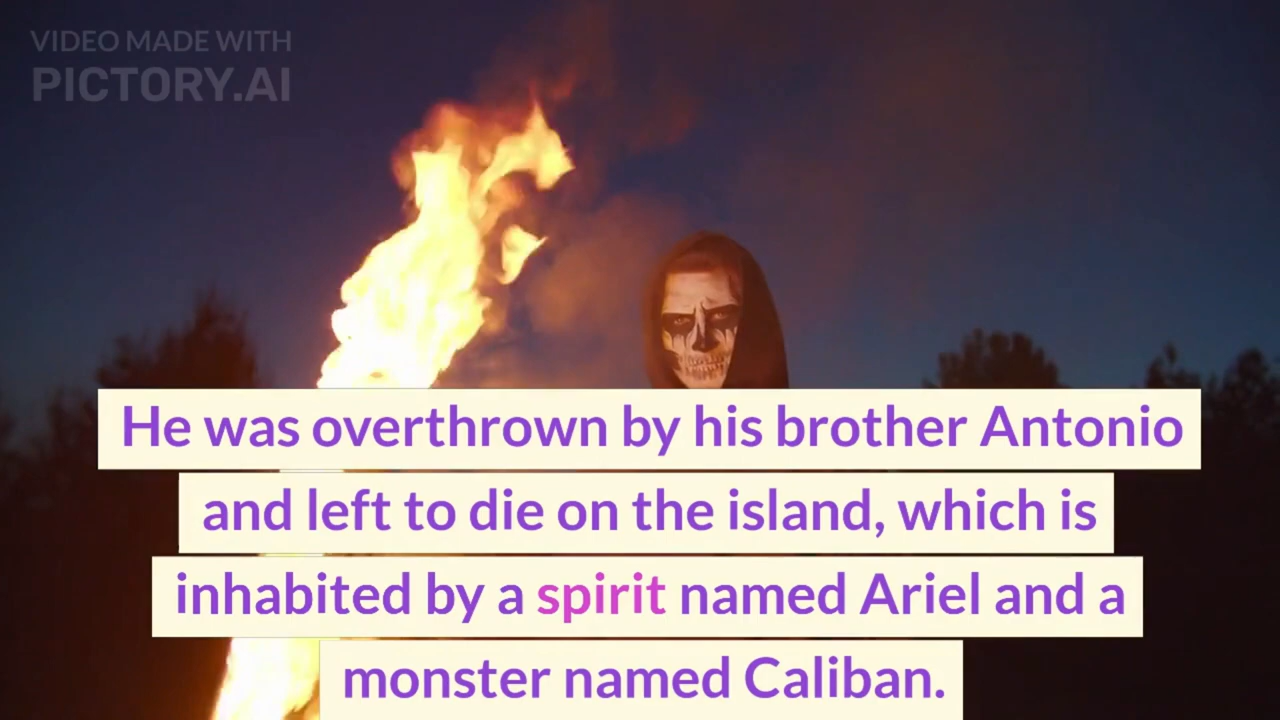 VIDEO MADE WITH
PICTORY.AI
He was overthrown by his brother Antonio
and left to die on the island, which is
inhabited by a spirit named Ariel and a
monster named Caliban.